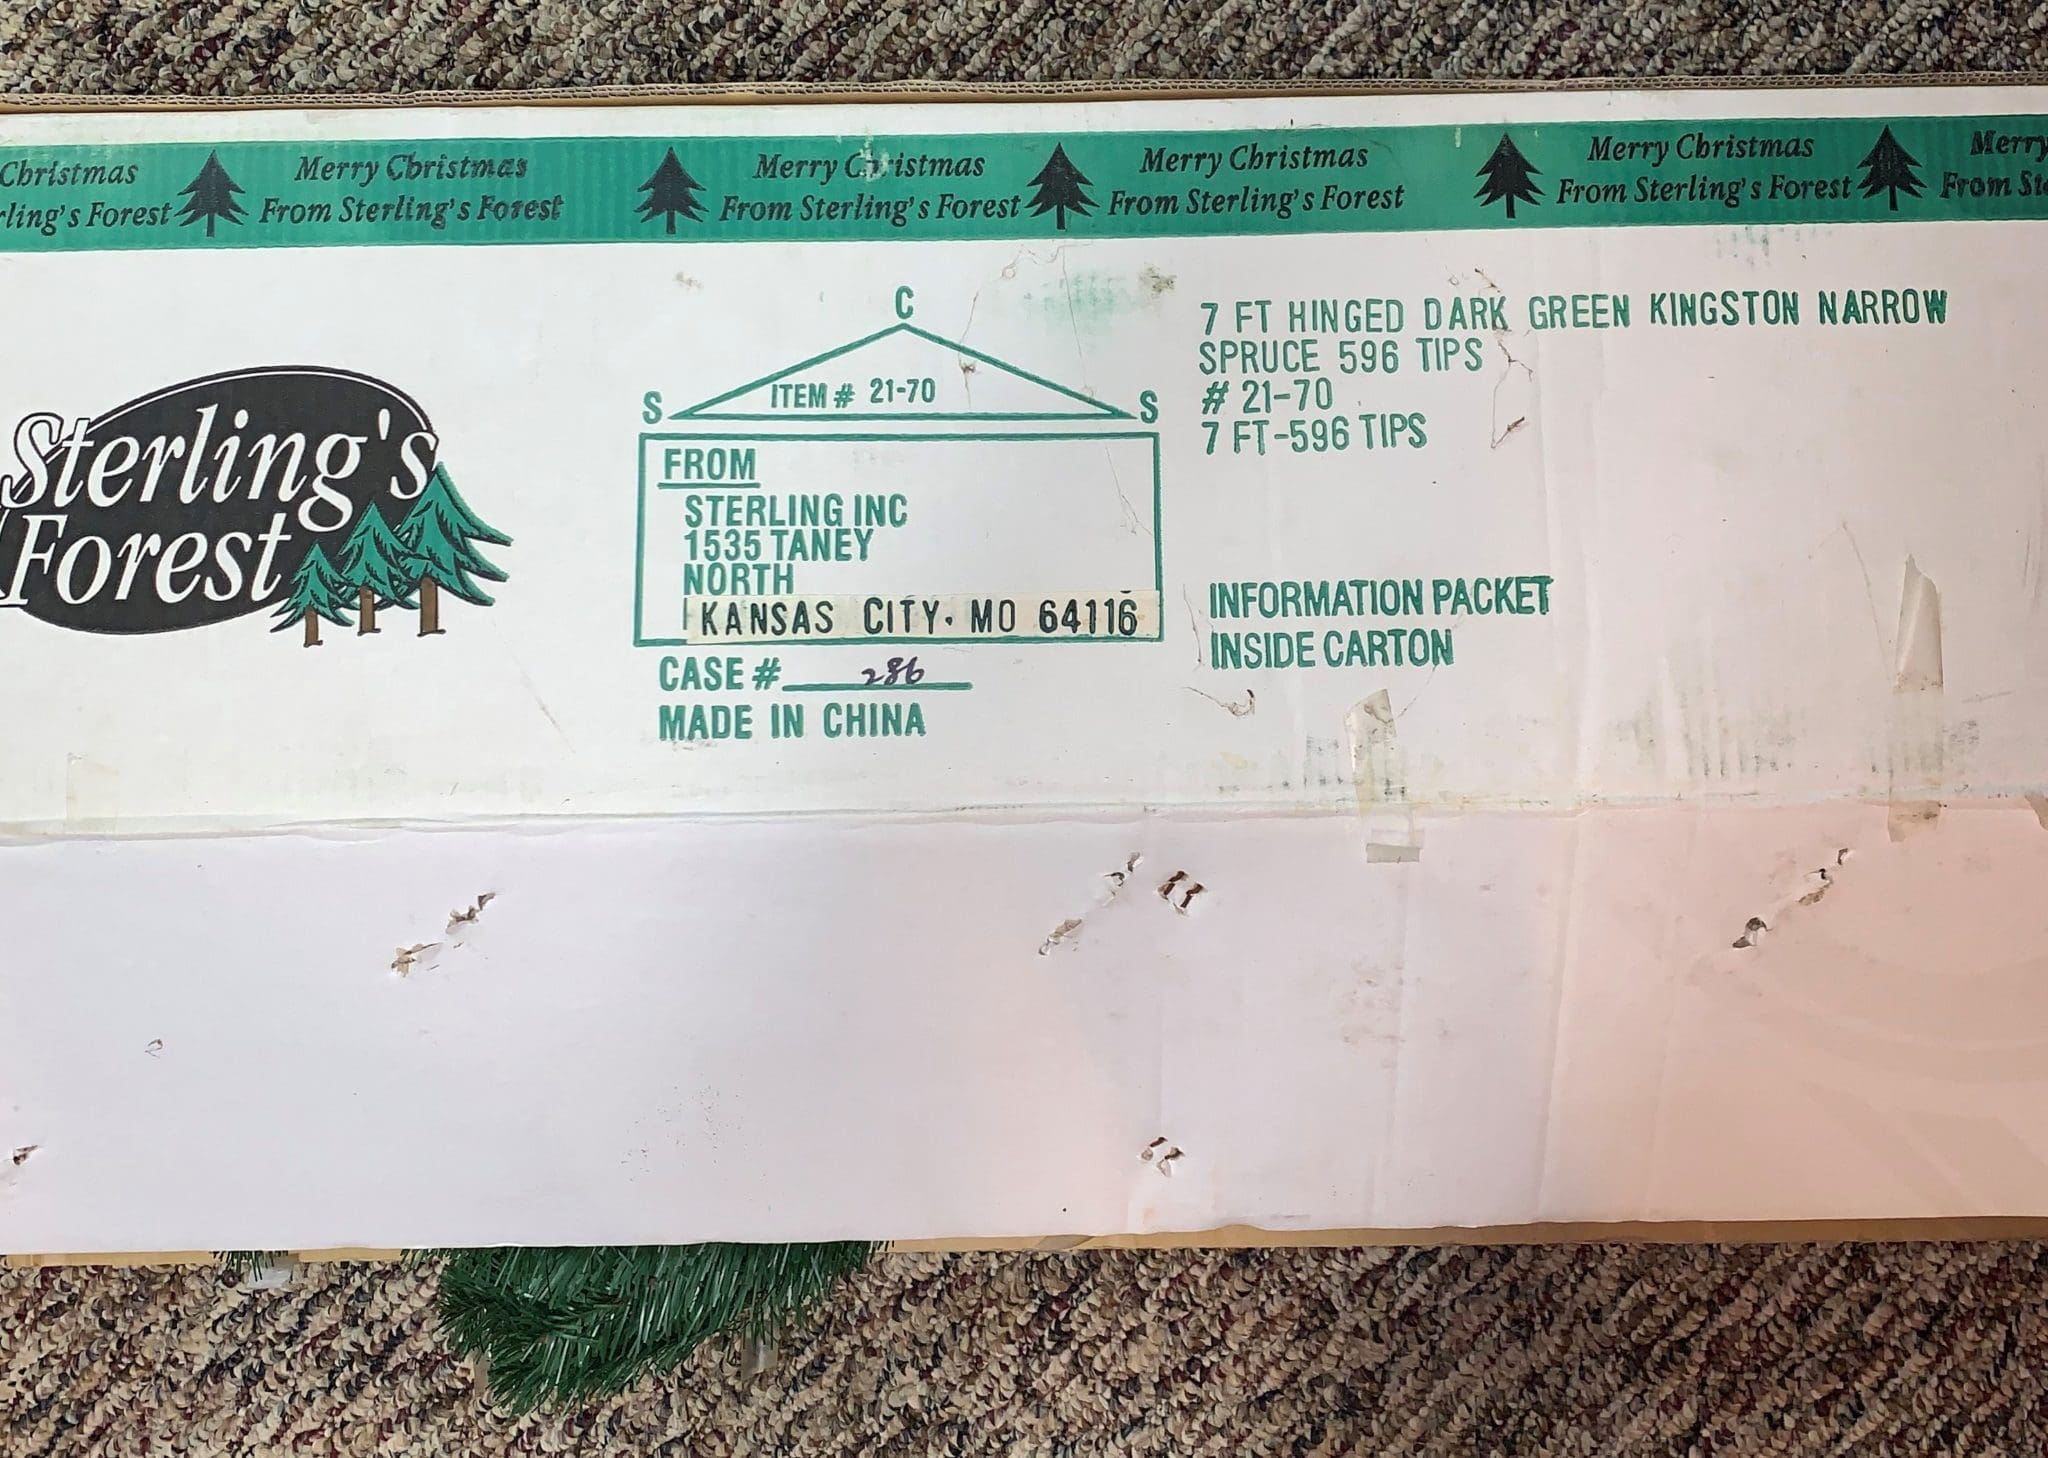 Christmas
rling's Forest
Merry Christmas
From Sterling's Forest
Merry Christmas
From Sterling's Forest
Merry Christmas
From Sterling's Forest
Merry Christmas
From Sterling's Forest
Merry
From St
Sterling's
Forest
C
S
ITEM # 21-70
S
FROM
STERLING INC
1535 TANEY
NORTH
KANSAS CITY. MO 64116
CASE # 286
MADE IN CHINA
7 FT HINGED DARK GREEN KINGSTON NARROW
SPRUCE 596 TIPS
# 21-70
7 FT-596 TIPS
INFORMATION PACKET
INSIDE CARTON